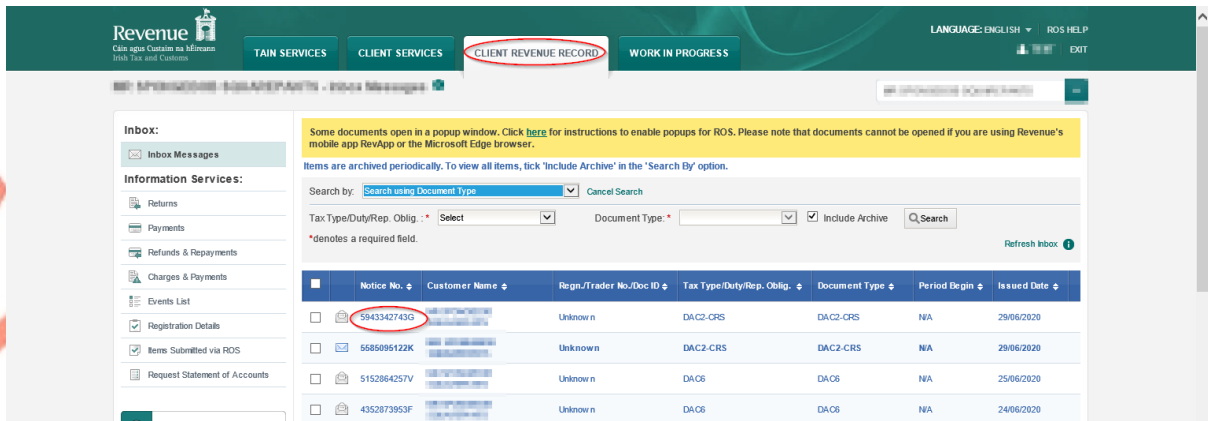 Revenue
Cáin agus Custaim na hÉireann
Irish Tax and Customs
TAIN SERVICES
CLIENT SERVICES
CLIENT REVENUE RECORD
WORK IN PROGRESS
LANGUAGE: ENGLISH
ROS HELP
EXIT
- Inbox Messages
Inbox:
Inbox Messages
Information Services:
Returns
Payments
Refunds & Repayments
Charges & Payments
Events List
Registration Details
Items Submitted via ROS
Request Statement of Accounts
Some documents open in a popup window. Click here for instructions to enable popups for ROS. Please note that documents cannot be opened if you are using Revenue's
mobile app RevApp or the Microsoft Edge browser.
Items are archived periodically. To view all items, tick 'Include Archive' in the 'Search By' option.
Search by: Search using Document Type Cancel Search
Tax Type/Duty/Rep. Oblig. : * Select Document Type: * Include Archive Search
*denotes a required field.
Refresh Inbox
Notice No. Customer Name Regn./Trader No./Doc ID Tax Type/Duty/Rep. Oblig. Document Type Period Begin Issued Date
5943342743G Unknown DAC2-CRS DAC2-CRS N/A 29/06/2020
5585095122K Unknown DAC2-CRS DAC2-CRS N/A 29/06/2020
5152864257V Unknown DAC6 DAC6 N/A 25/06/2020
4352873953F Unknown DAC6 DAC6 N/A 24/06/2020